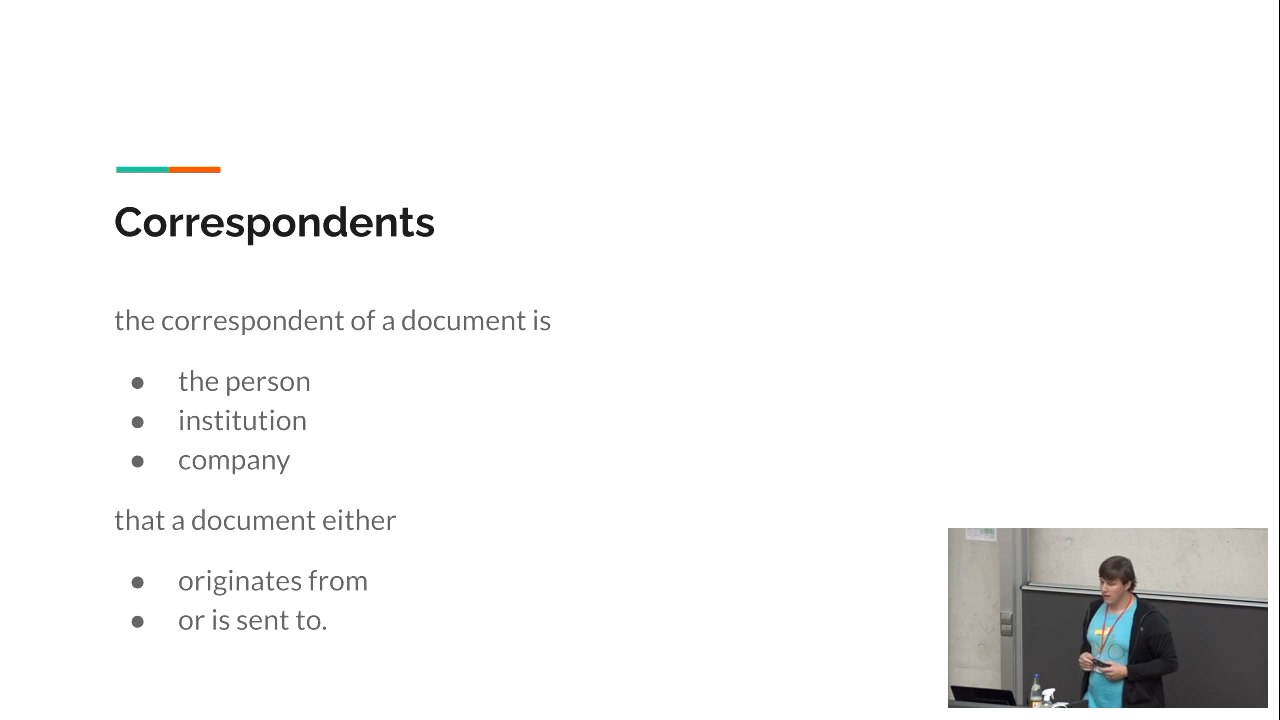 Correspondents
the correspondent of a document is
● the person
● institution
● company
that a document either
● originates from
● or is sent to.